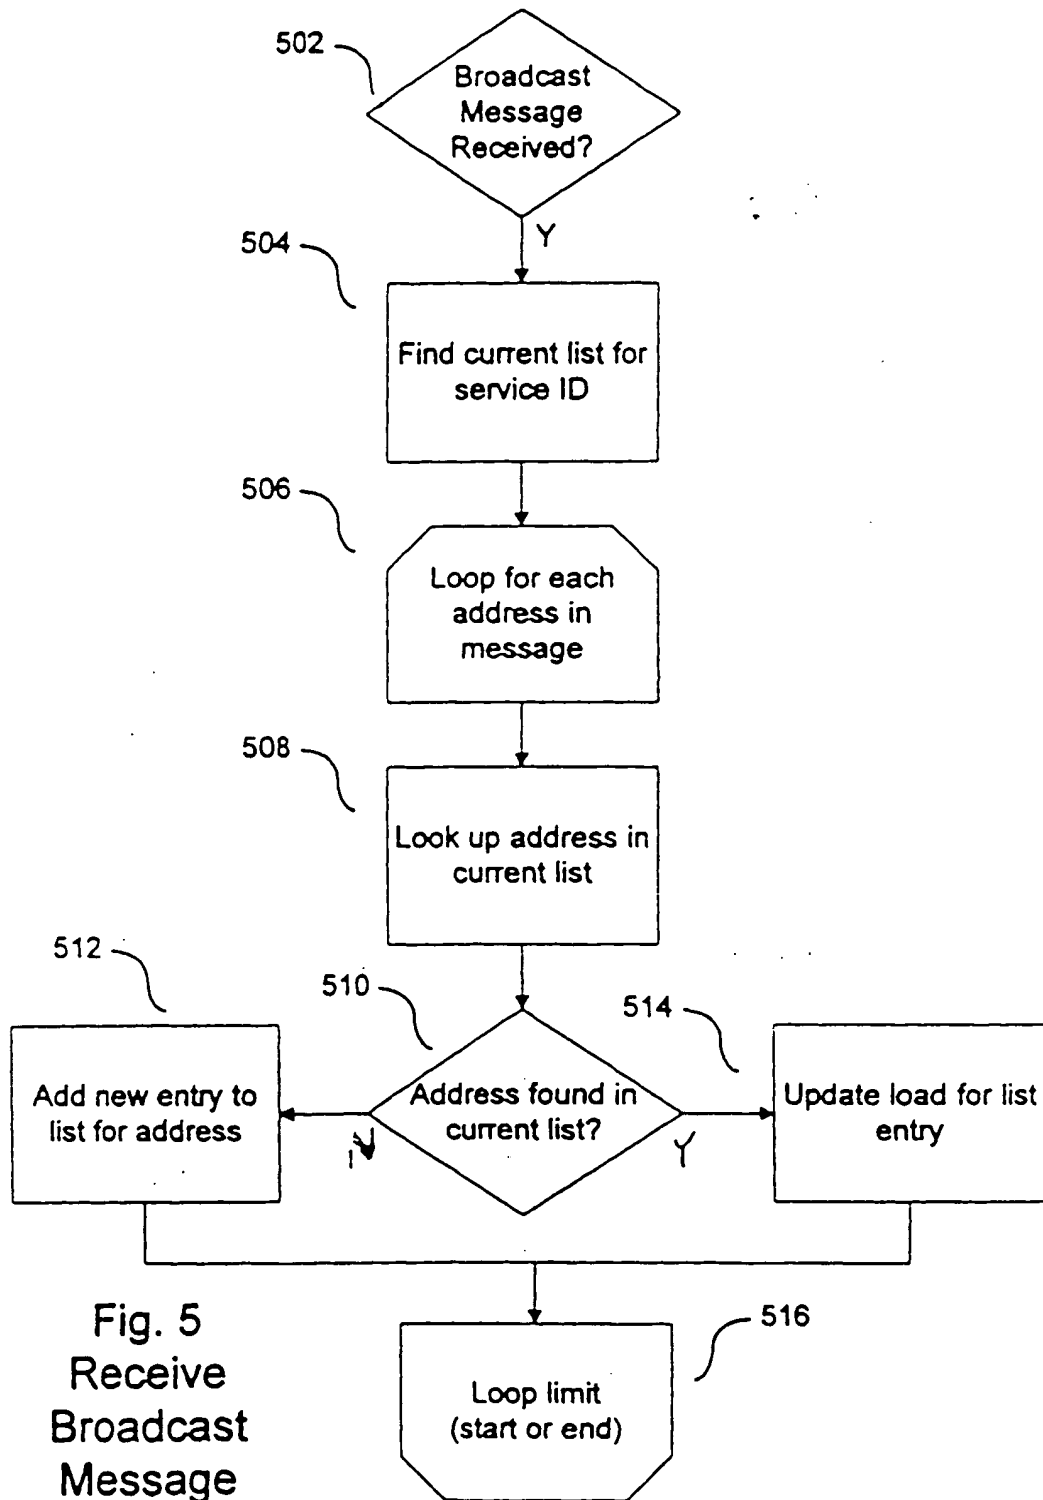 502
Broadcast
Message
Received?
Y
504
Find current list for
service ID
506
Loop for each
address in
message
508
Look up address in
current list
512
510
514
Add new entry to
list for address
Address found in
current list?
Update load for list
entry
N
Y
516
Loop limit
(start or end)
Fig. 5
Receive
Broadcast
Message